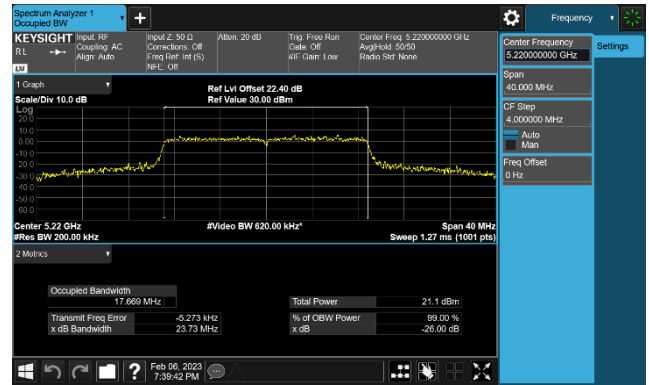 Spectrum Analyzer 1
Occupied BW
+
Frequency
KEYSIGHT
RL
LXI
Input: RF
Coupling: AC
Align: Auto
Input Z: 50 Ω
Corrections: Off
Freq Ref: Int (S)
NFE: Off
Atten: 20 dB
Trig: Free Run
Gate: Off
#IF Gain: Low
Center Freq: 5.220000000 GHz
Avg|Hold: 50/50
Radio Std: None
Center Frequency
5.220000000 GHz
Settings
Span
40.000 MHz
CF Step
4.000000 MHz
Auto
Man
Freq Offset
0 Hz
1 Graph
Scale/Div 10.0 dB
Ref Lvl Offset 22.40 dB
Ref Value 30.00 dBm
Log
20.0
10.0
0.00
-10.0
-20.0
-30.0
-40.0
-50.0
-60.0
Center 5.22 GHz
#Video BW 620.00 kHz*
Span 40 MHz
#Res BW 200.00 kHz
Sweep 1.27 ms (1001 pts)
2 Metrics
Occupied Bandwidth
17.669 MHz
Total Power 21.1 dBm
Transmit Freq Error -5.273 kHz
% of OBW Power 99.00 %
x dB Bandwidth 23.73 MHz
x dB -26.00 dB
?
Feb 06, 2023
7:39:42 PM